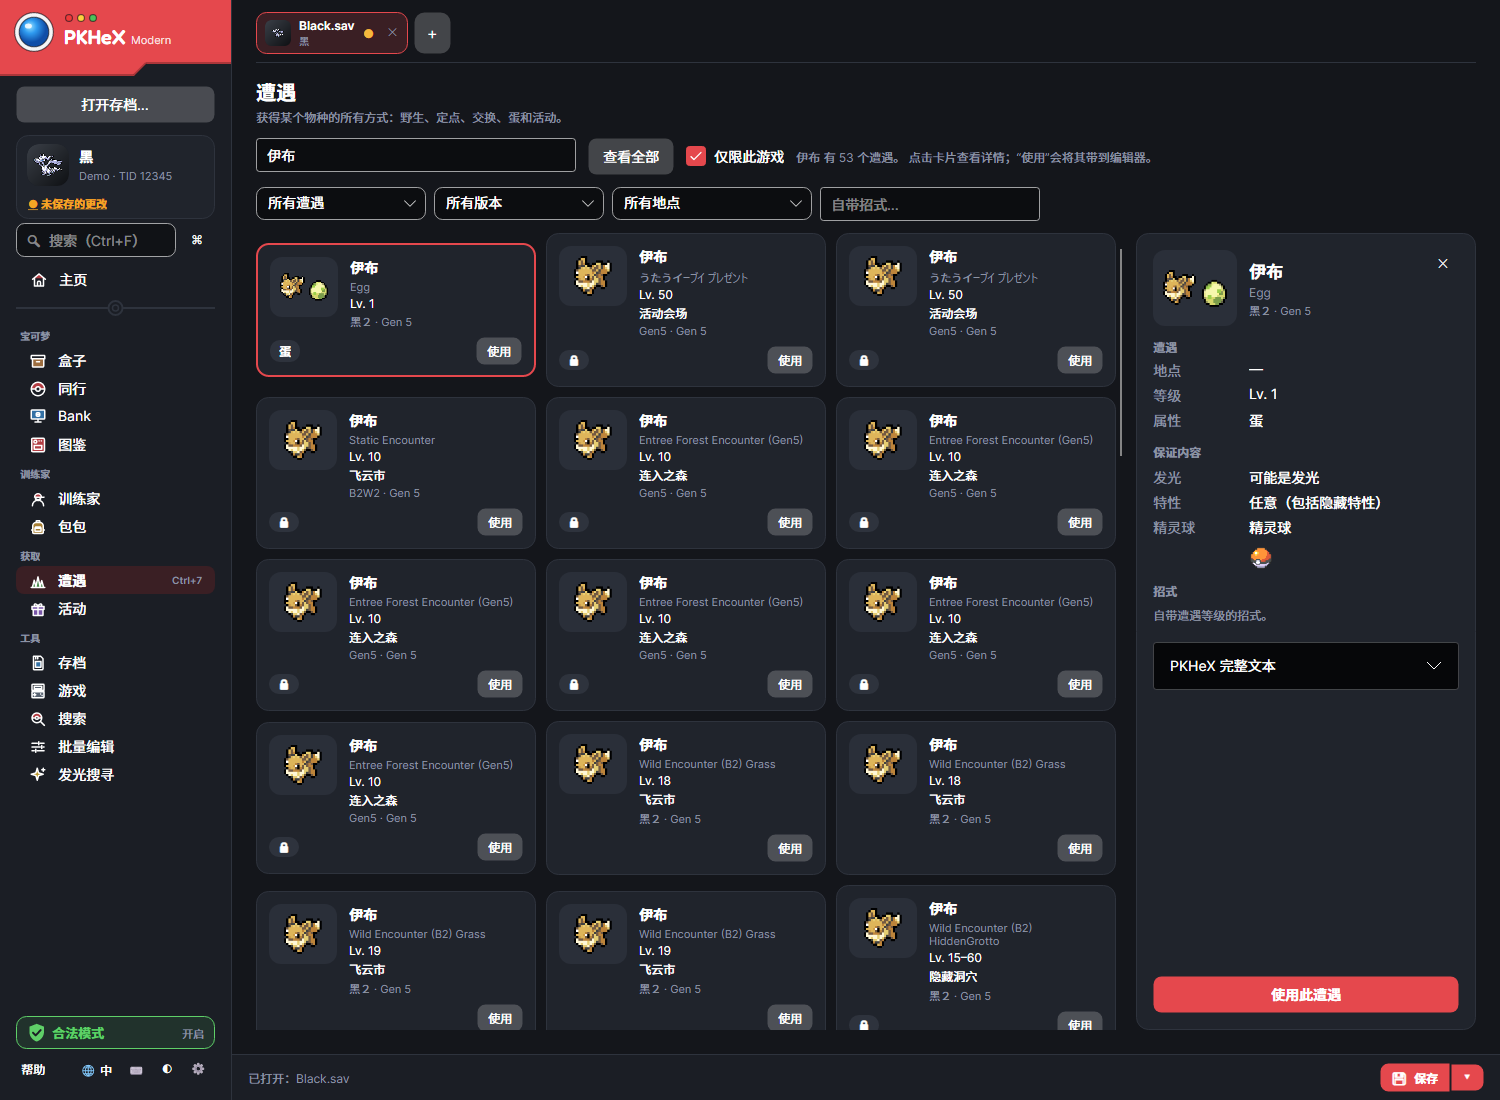 PKHeX Modern
打开存档...
黑
Demo · TID 12345
未保存的更改
搜索（Ctrl+F）
⌘
主页
宝可梦
盒子
同行
Bank
图鉴
训练家
训练家
包包
获取
遭遇
Ctrl+7
活动
工具
存档
游戏
搜索
批量编辑
发光搜寻
合法模式
开启
帮助
中
Black.sav
黑
+
遭遇
获得某个物种的所有方式：野生、定点、交换、蛋和活动。
伊布
查看全部
仅限此游戏
伊布 有 53 个遭遇。 点击卡片查看详情；“使用”会将其带到编辑器。
所有遭遇
所有版本
所有地点
自带招式...
伊布
Egg
Lv. 1
黑２ · Gen 5
蛋
使用
伊布
うたうイーブイ プレゼント
Lv. 50
活动会场
Gen5 · Gen 5
使用
伊布
うたうイーブイ プレゼント
Lv. 50
活动会场
Gen5 · Gen 5
使用
伊布
Static Encounter
Lv. 10
飞云市
B2W2 · Gen 5
使用
伊布
Entree Forest Encounter (Gen5)
Lv. 10
连入之森
Gen5 · Gen 5
使用
伊布
Entree Forest Encounter (Gen5)
Lv. 10
连入之森
Gen5 · Gen 5
使用
伊布
Entree Forest Encounter (Gen5)
Lv. 10
连入之森
Gen5 · Gen 5
使用
伊布
Entree Forest Encounter (Gen5)
Lv. 10
连入之森
Gen5 · Gen 5
使用
伊布
Entree Forest Encounter (Gen5)
Lv. 10
连入之森
Gen5 · Gen 5
使用
伊布
Entree Forest Encounter (Gen5)
Lv. 10
连入之森
Gen5 · Gen 5
使用
伊布
Wild Encounter (B2) Grass
Lv. 18
飞云市
黑２ · Gen 5
使用
伊布
Wild Encounter (B2) Grass
Lv. 18
飞云市
黑２ · Gen 5
使用
伊布
Wild Encounter (B2) Grass
Lv. 19
飞云市
黑２ · Gen 5
使用
伊布
Wild Encounter (B2) Grass
Lv. 19
飞云市
黑２ · Gen 5
使用
伊布
Wild Encounter (B2)
HiddenGrotto
Lv. 15–60
隐藏洞穴
黑２ · Gen 5
使用
伊布
Egg
黑２ · Gen 5
遭遇
地点 —
等级 Lv. 1
属性 蛋
保证内容
发光 可能是发光
特性 任意（包括隐藏特性）
精灵球 精灵球
招式
自带遭遇等级的招式。
PKHeX 完整文本
使用此遭遇
已打开：Black.sav
保存